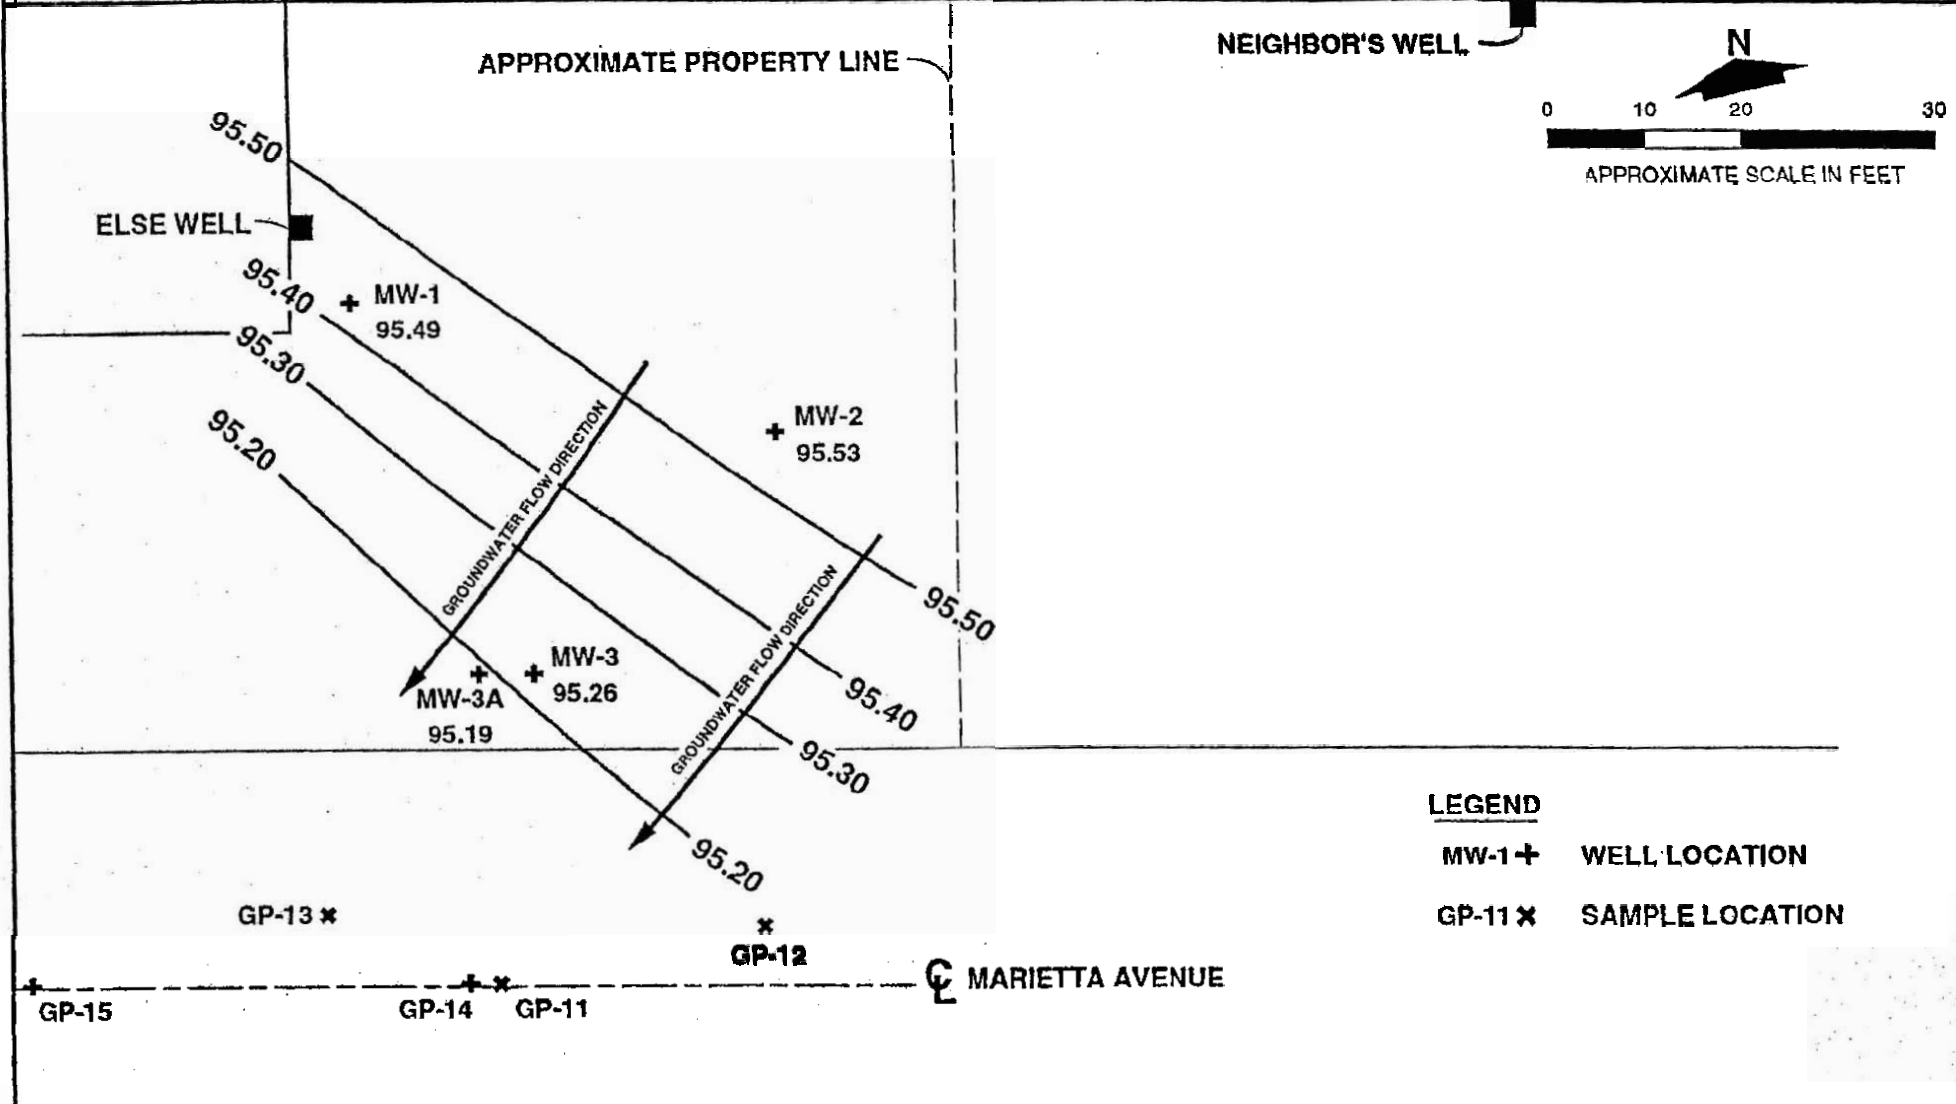 APPROXIMATE PROPERTY LINE
NEIGHBOR'S WELL
N
0 10 20 30
APPROXIMATE SCALE IN FEET
95.50
ELSE WELL
95.40
MW-1
95.49
95.30
95.20
MW-2
95.53
GROUNDWATER FLOW DIRECTION
GROUNDWATER FLOW DIRECTION
95.50
MW-3
95.26
MW-3A
95.19
95.40
95.30
95.20
LEGEND
MW-1 + WELL LOCATION
GP-11 x SAMPLE LOCATION
GP-13
GP-12
CL MARIETTA AVENUE
GP-15
GP-14
GP-11